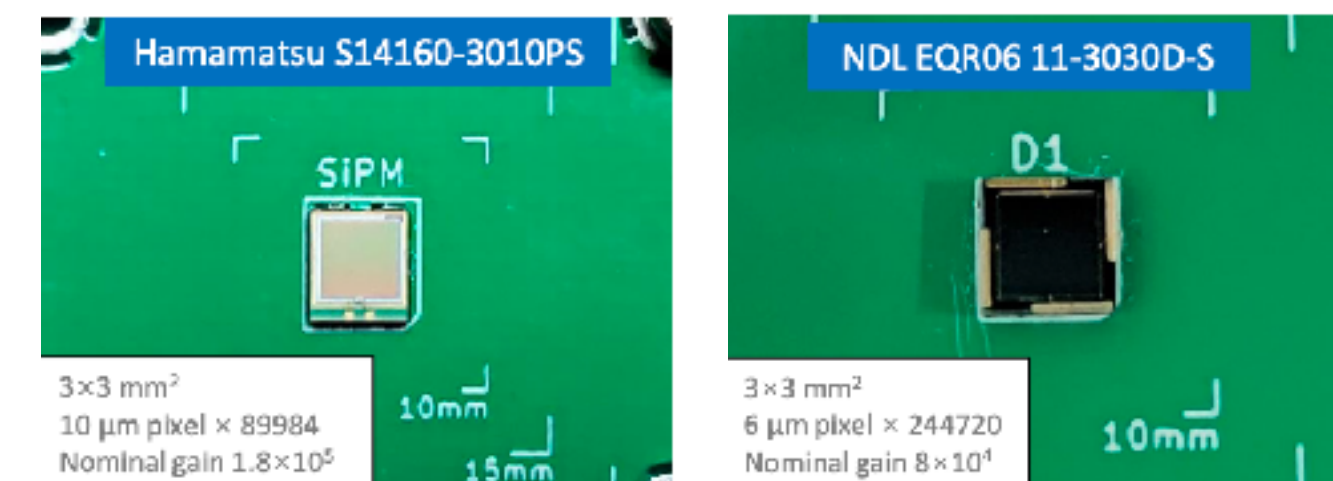 Hamamatsu S14160-3010PS
SiPM
3×3 mm²
10 μm pixel × 89984
Nominal gain 1.8×10⁵
10mm
15mm
NDL EQR06 11-3030D-S
D1
3×3 mm²
6 μm pixel × 244720
Nominal gain 8×10⁴
10mm